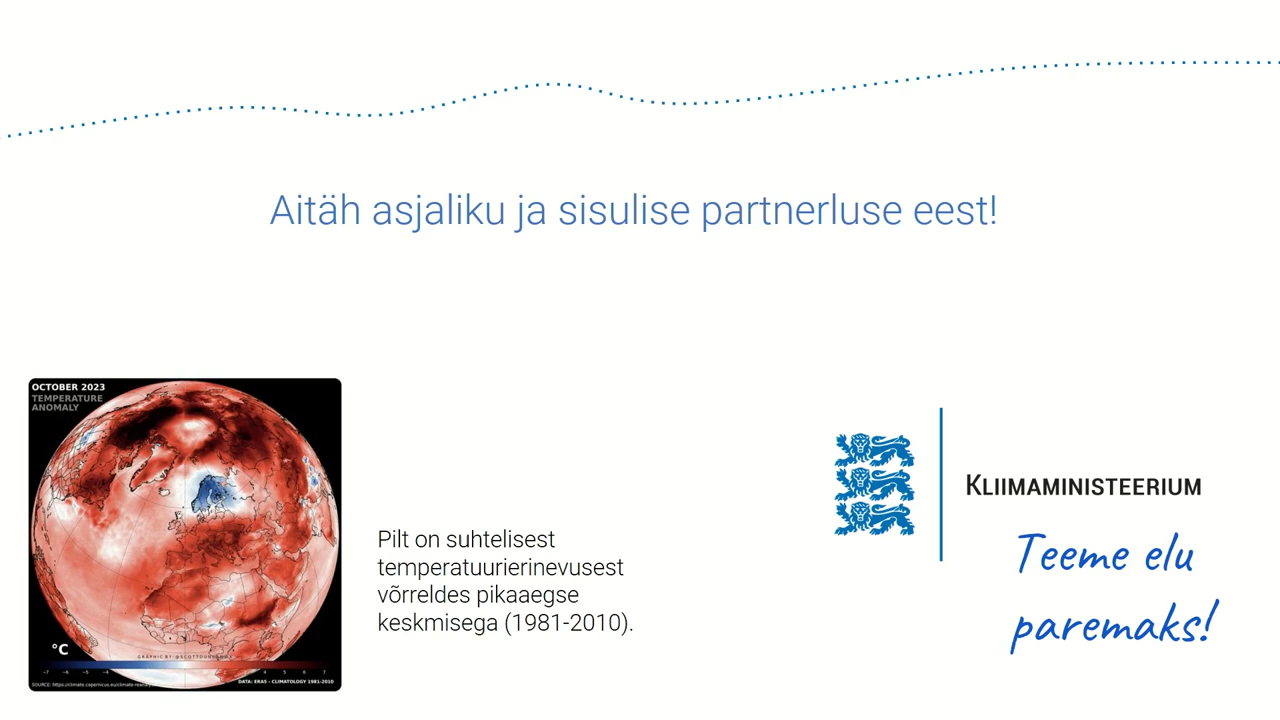 Aitäh asjaliku ja sisulise partnerluse eest!
OCTOBER 2023
TEMPERATURE
ANOMALY
Pilt on suhtelisest
temperatuurierinevusest
võrreldes pikaaegse
keskmisega (1981-2010).
°C
DATA: ERA5 - CLIMATOLOGY 1981-2010
KLIIMAMINISTEERIUM
Teeme elu
paremaks!